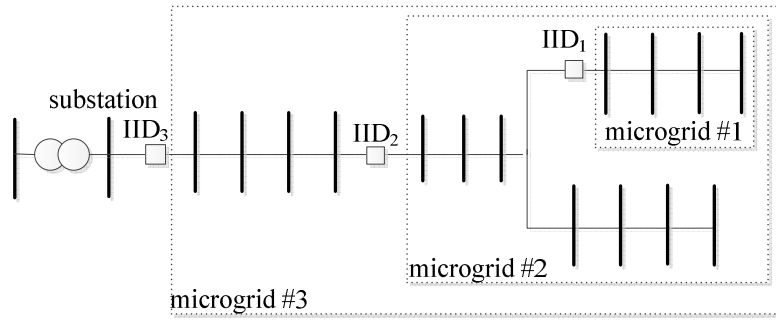 IID1
substation
microgrid #1
IID3
IID2
microgrid #2
microgrid #3